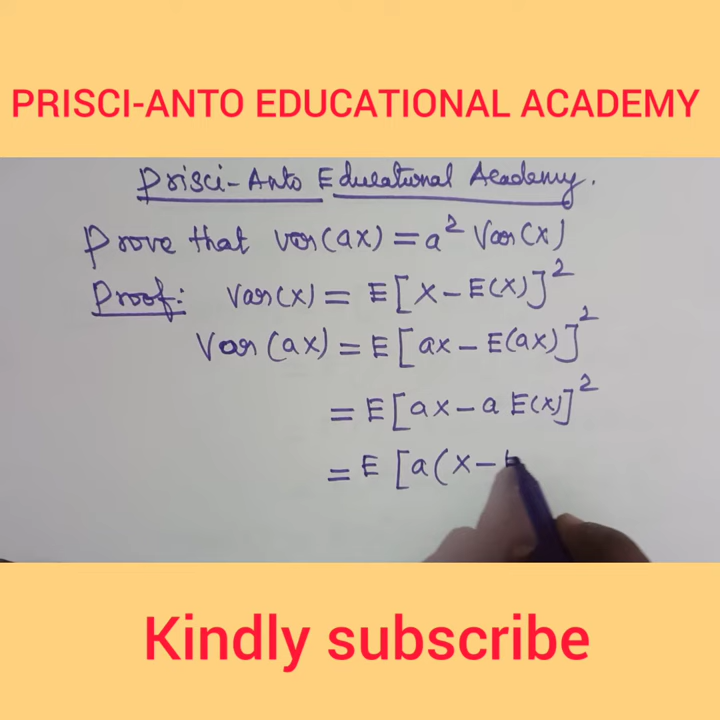 PRISCI-ANTO EDUCATIONAL ACADEMY
Prisci-Anto Educational Academy.
Prove that var(ax) = a² Var(X)
Proof: Var(x) = E[X - E(X)]²
Var(ax) = E[ax - E(ax)]²
= E[ax - a E(X)]²
= E [a(x -
Kindly subscribe